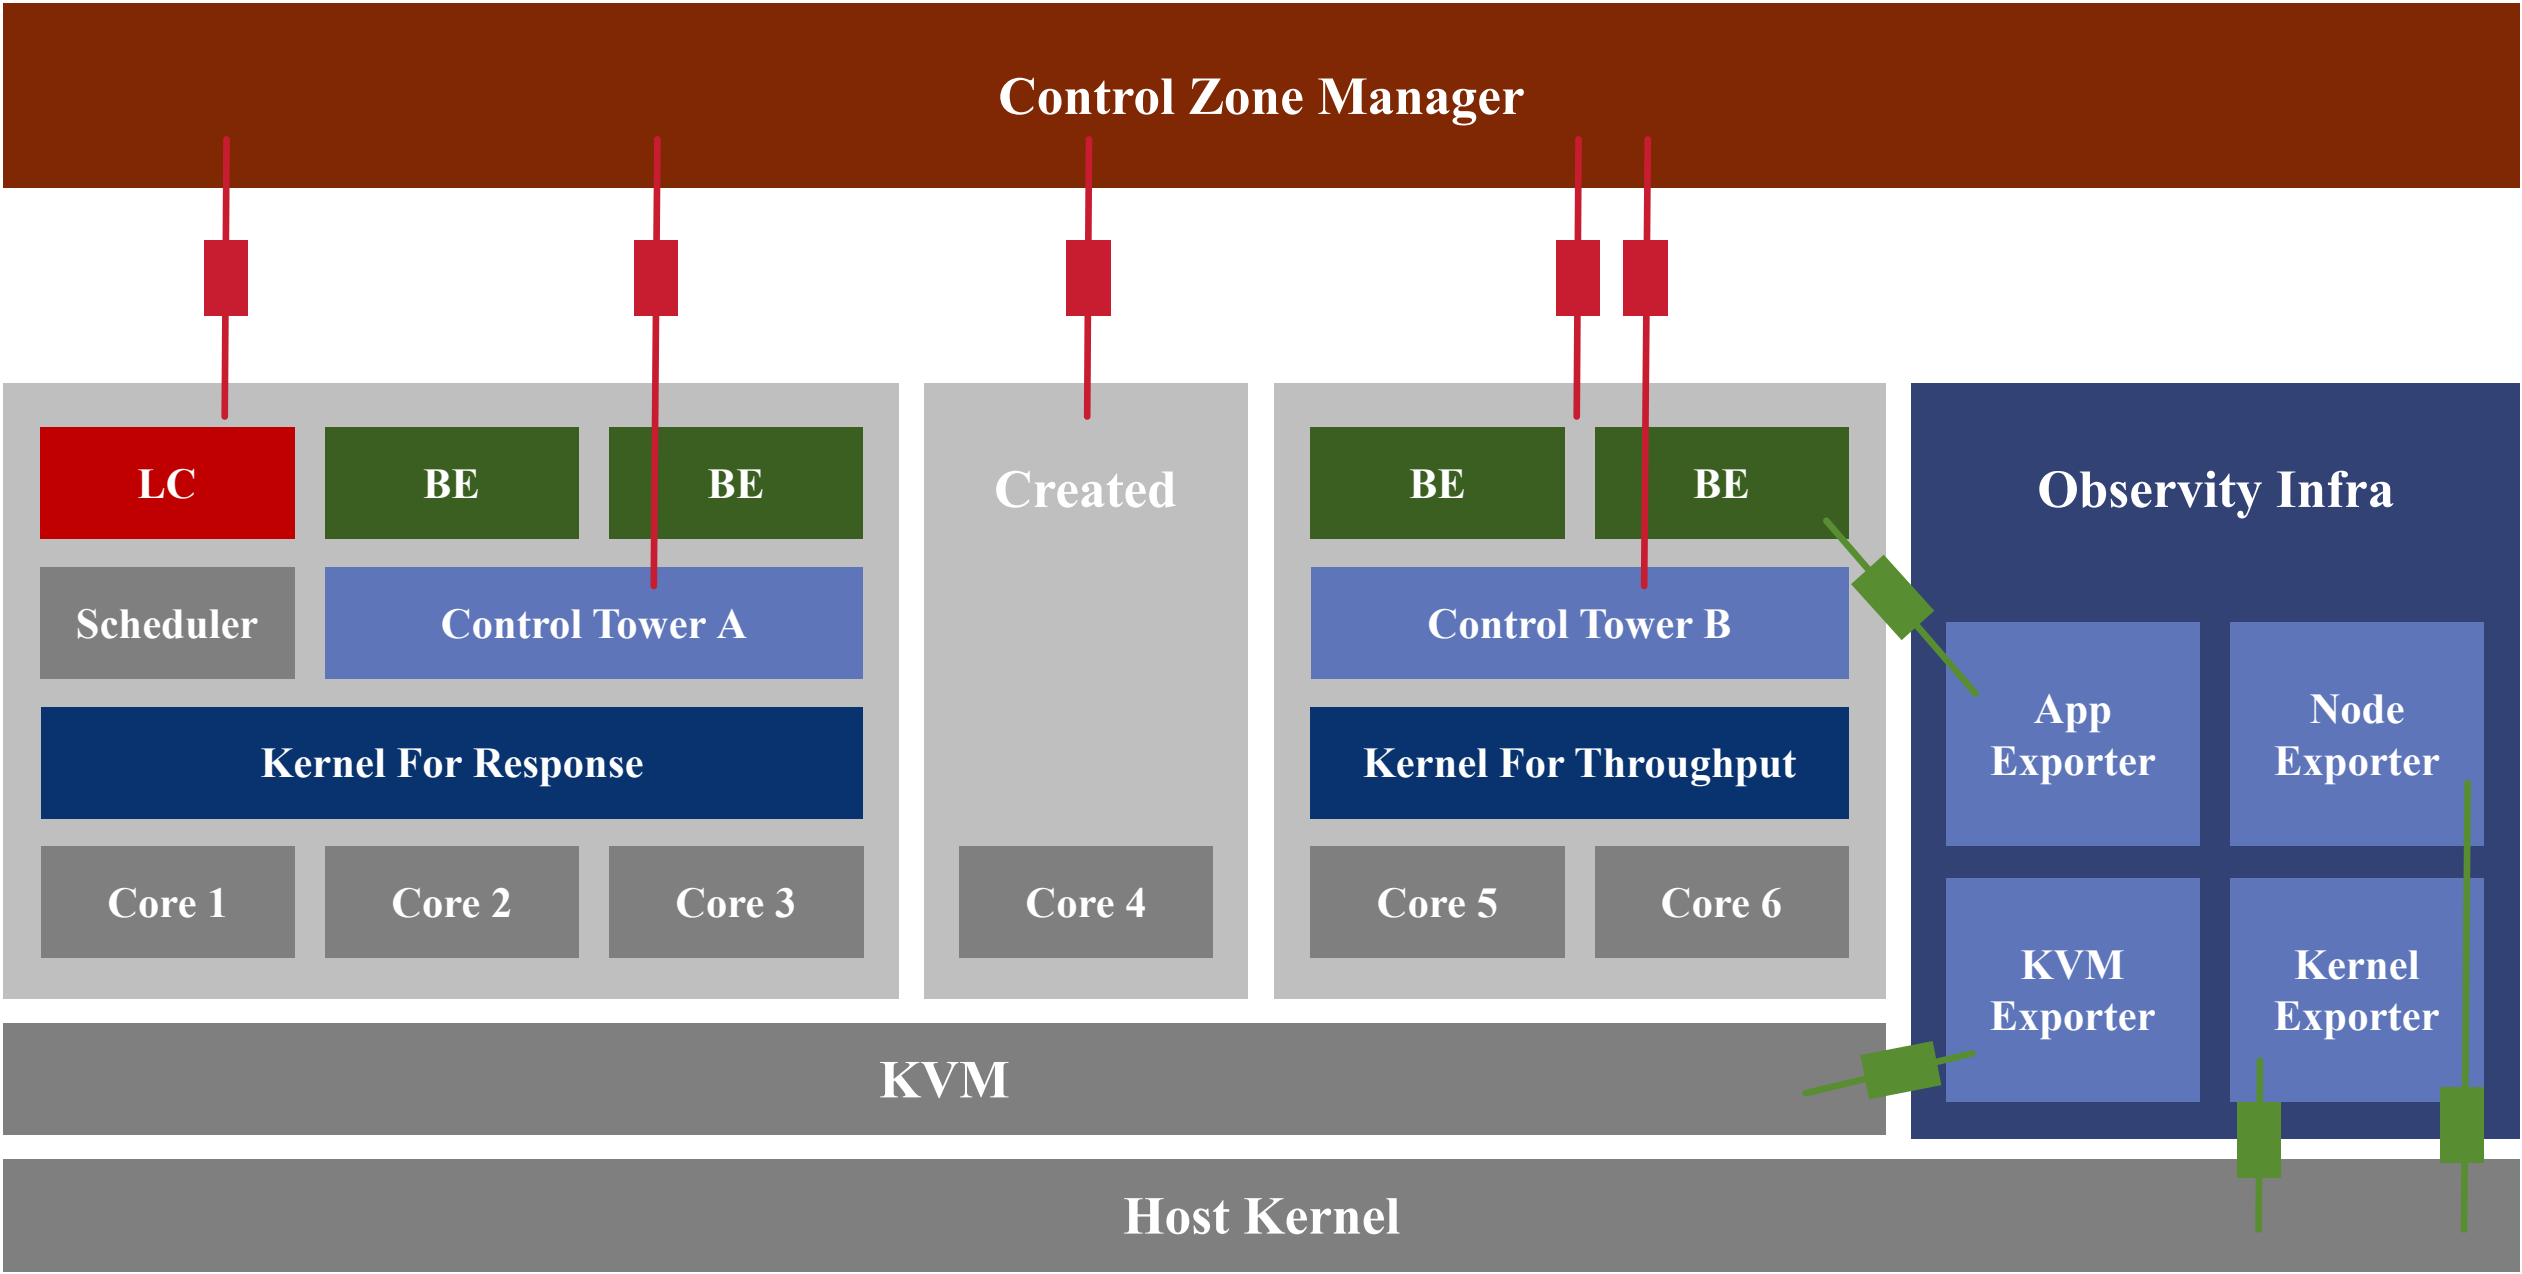 Control Zone Manager
LC
BE
BE
Scheduler
Control Tower A
Kernel For Response
Core 1
Core 2
Core 3
Created
Core 4
BE
BE
Control Tower B
Kernel For Throughput
Core 5
Core 6
Observity Infra
App
Exporter
Node
Exporter
KVM
Exporter
Kernel
Exporter
KVM
Host Kernel